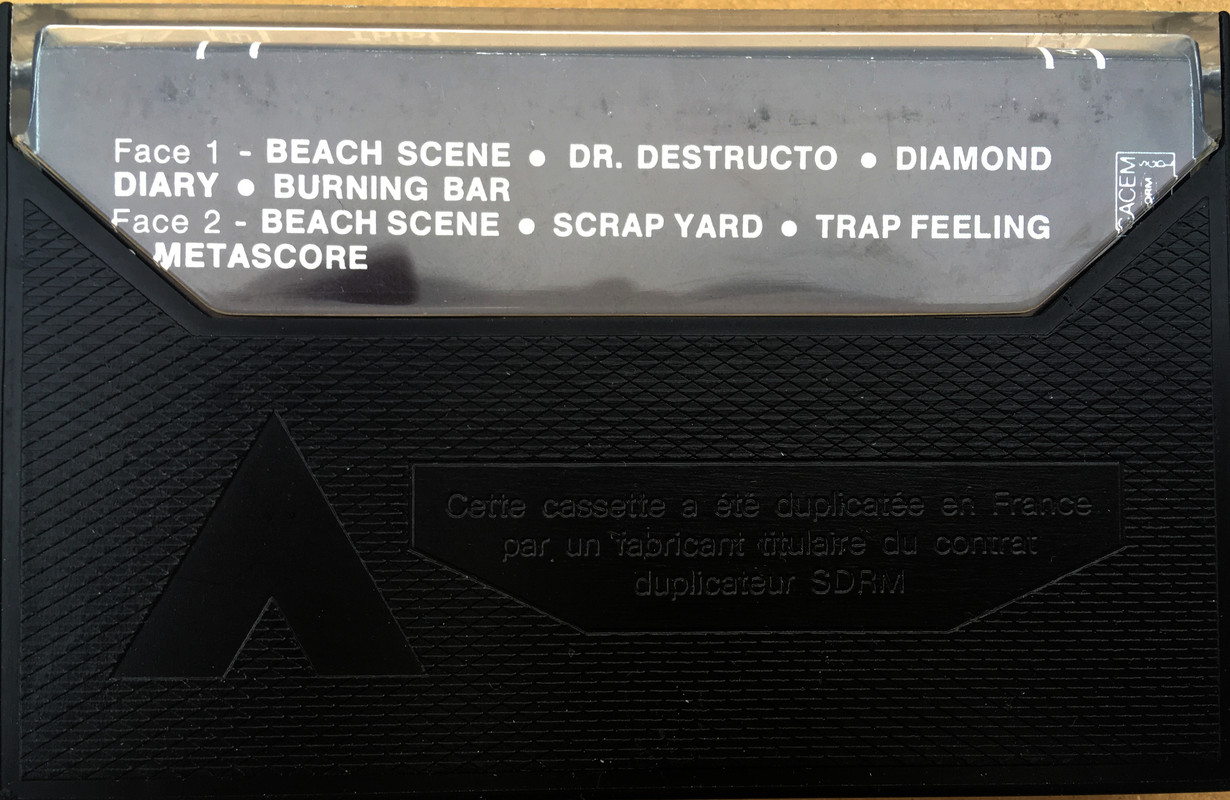 Face 1 - BEACH SCENE ● DR. DESTRUCTO ● DIAMOND
DIARY ● BURNING BAR
Face 2 - BEACH SCENE ● SCRAP YARD ● TRAP FEELING
METASCORE
SACEM
Cette cassette a été duplicatée en France
par un fabricant titulaire du contrat
duplicateur SDRM